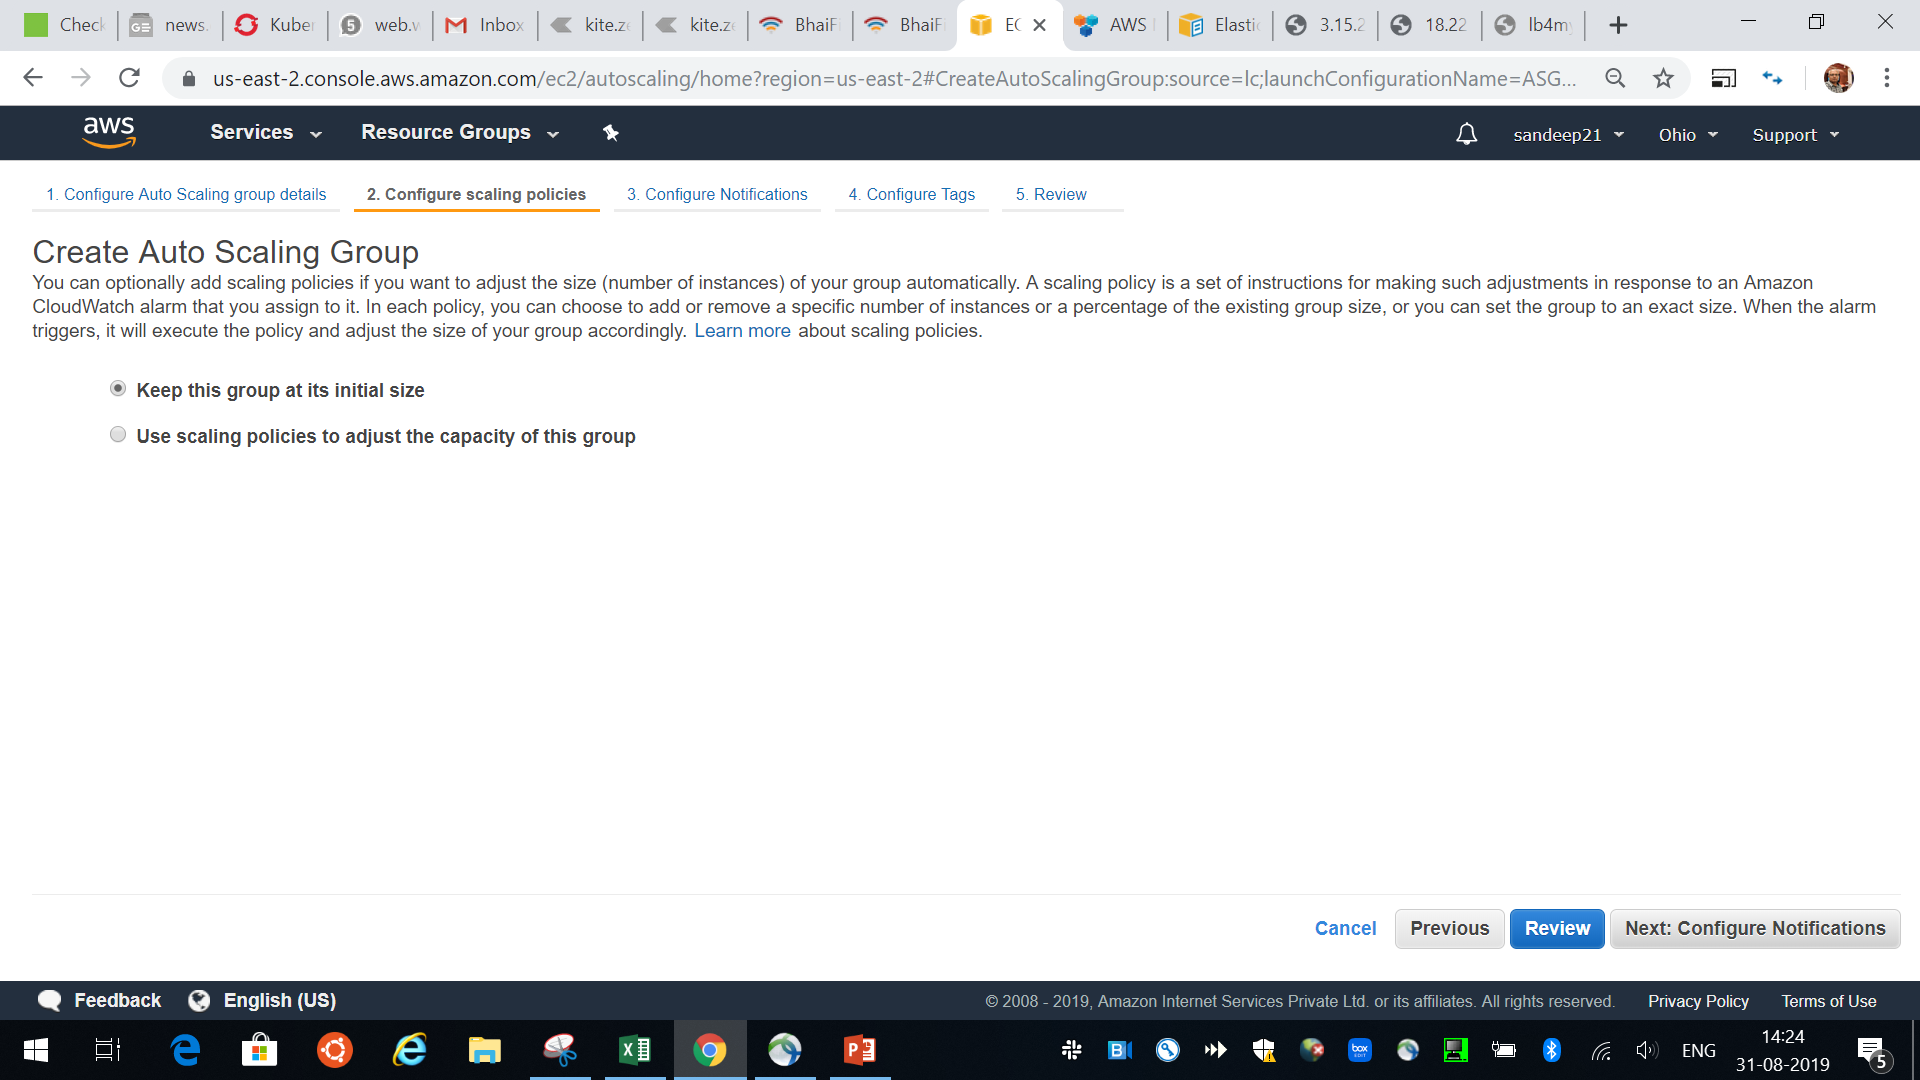 Check
news.
Kuber
5
web.w
Inbox
kite.ze
kite.ze
BhaiFi
BhaiFi
EC
AWS
Elastic
3.15.2
18.22
lb4my
us-east-2.console.aws.amazon.com/ec2/autoscaling/home?region=us-east-2#CreateAutoScalingGroup:source=lc;launchConfigurationName=ASG...
aws
Services
Resource Groups
sandeep21
Ohio
Support
1. Configure Auto Scaling group details
2. Configure scaling policies
3. Configure Notifications
4. Configure Tags
5. Review
Create Auto Scaling Group
You can optionally add scaling policies if you want to adjust the size (number of instances) of your group automatically. A scaling policy is a set of instructions for making such adjustments in response to an Amazon
CloudWatch alarm that you assign to it. In each policy, you can choose to add or remove a specific number of instances or a percentage of the existing group size, or you can set the group to an exact size. When the alarm
triggers, it will execute the policy and adjust the size of your group accordingly. Learn more about scaling policies.
Keep this group at its initial size
Use scaling policies to adjust the capacity of this group
Cancel
Previous
Review
Next: Configure Notifications
Feedback
English (US)
© 2008 - 2019, Amazon Internet Services Private Ltd. or its affiliates. All rights reserved.
Privacy Policy
Terms of Use
ENG
14:24
31-08-2019
5